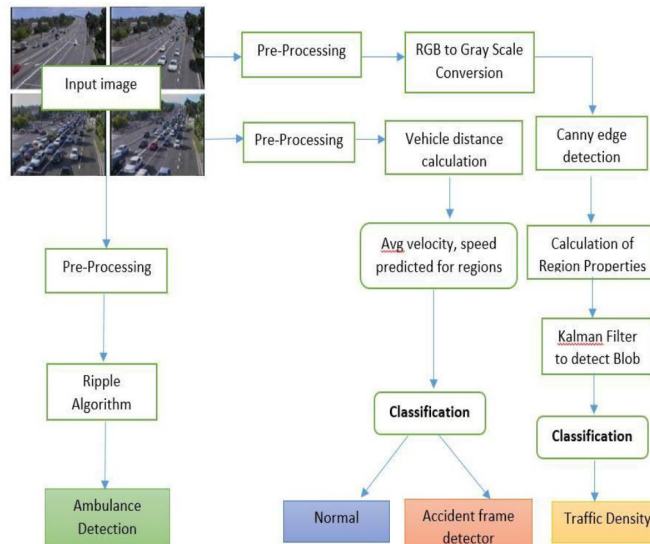 Input image
Pre-Processing
RGB to Gray Scale
Conversion
Pre-Processing
Vehicle distance
calculation
Canny edge
detection
Pre-Processing
Avg velocity, speed
predicted for regions
Calculation of
Region Properties
Ripple
Algorithm
Kalman Filter
to detect Blob
Classification
Classification
Ambulance
Detection
Normal
Accident frame
detector
Traffic Density